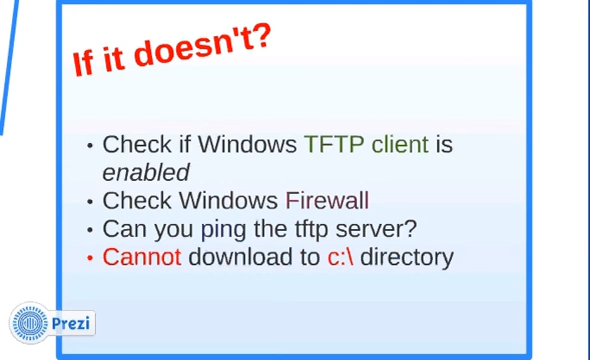 If it doesn't?
• Check if Windows TFTP client is
enabled
• Check Windows Firewall
• Can you ping the tftp server?
• Cannot download to c:\ directory
Prezi